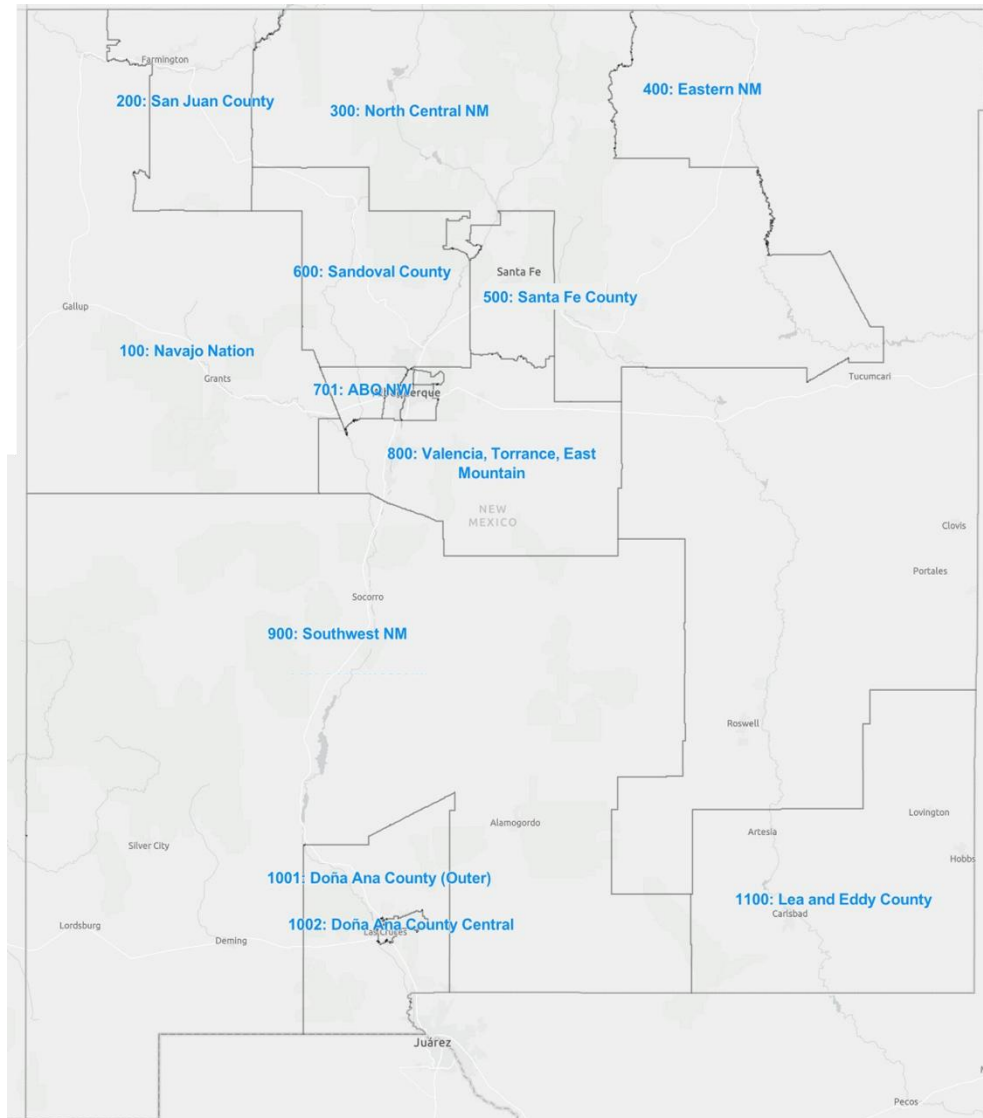 Farmington
200: San Juan County
300: North Central NM
400: Eastern NM
600: Sandoval County
Santa Fe
500: Santa Fe County
Gallup
100: Navajo Nation
Grants
701: ABQ NW
Tucumcari
800: Valencia, Torrance, East
Mountain
NEW
MEXICO
Clovis
Portales
Socorro
900: Southwest NM
Roswell
Alamogordo
Artesia
Lovington
Silver City
Hobbs
1001: Doña Ana County (Outer)
1100: Lea and Eddy County
Carlsbad
1002: Doña Ana County Central
Las Cruces
Lordsburg
Deming
Juárez
Pecos